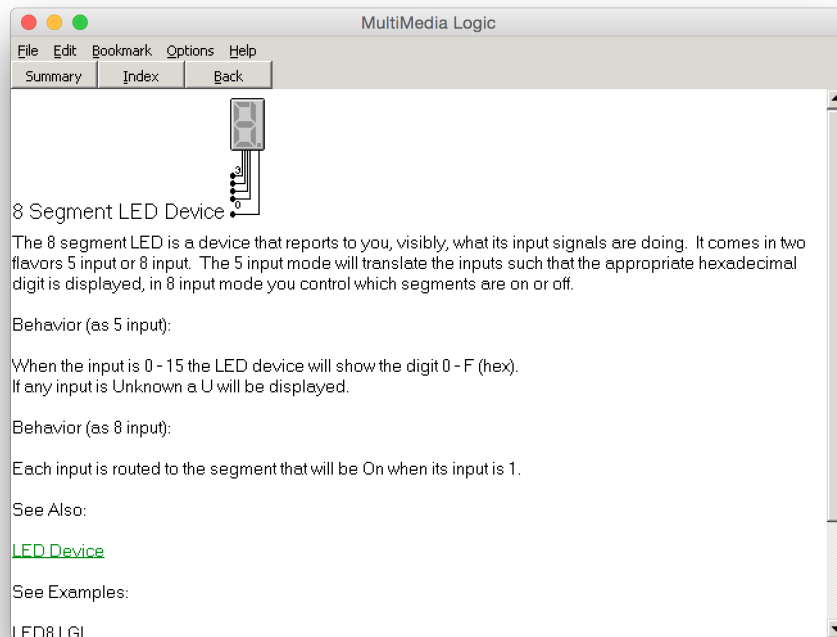 MultiMedia Logic
File Edit Bookmark Options Help
Summary Index Back
3
0
8 Segment LED Device
The 8 segment LED is a device that reports to you, visibly, what its input signals are doing. It comes in two
flavors 5 input or 8 input. The 5 input mode will translate the inputs such that the appropriate hexadecimal
digit is displayed, in 8 input mode you control which segments are on or off.
Behavior (as 5 input):
When the input is 0 - 15 the LED device will show the digit 0 - F (hex).
If any input is Unknown a U will be displayed.
Behavior (as 8 input):
Each input is routed to the segment that will be On when its input is 1.
See Also:
LED Device
See Examples:
LED8.LGI